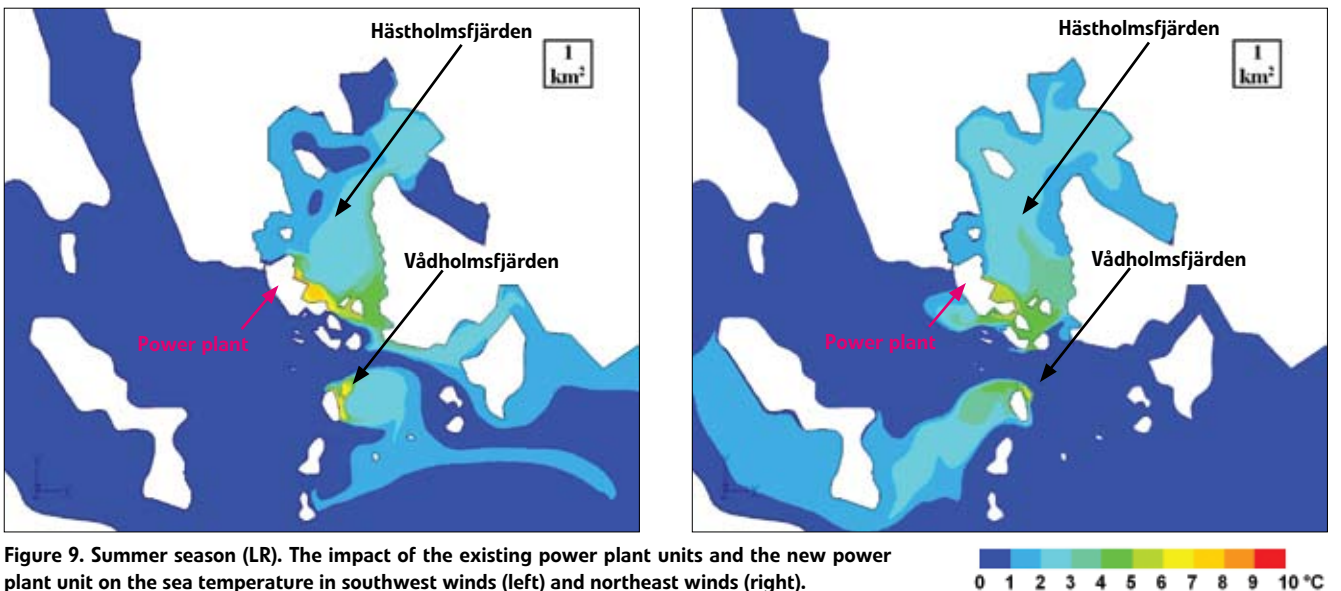 Hästholmsfjärden
1
km²
Vådholmsfjärden
Power plant
Hästholmsfjärden
1
km²
Vådholmsfjärden
Power plant
Figure 9. Summer season (LR). The impact of the existing power plant units and the new power
plant unit on the sea temperature in southwest winds (left) and northeast winds (right).
0 1 2 3 4 5 6 7 8 9 10 °C